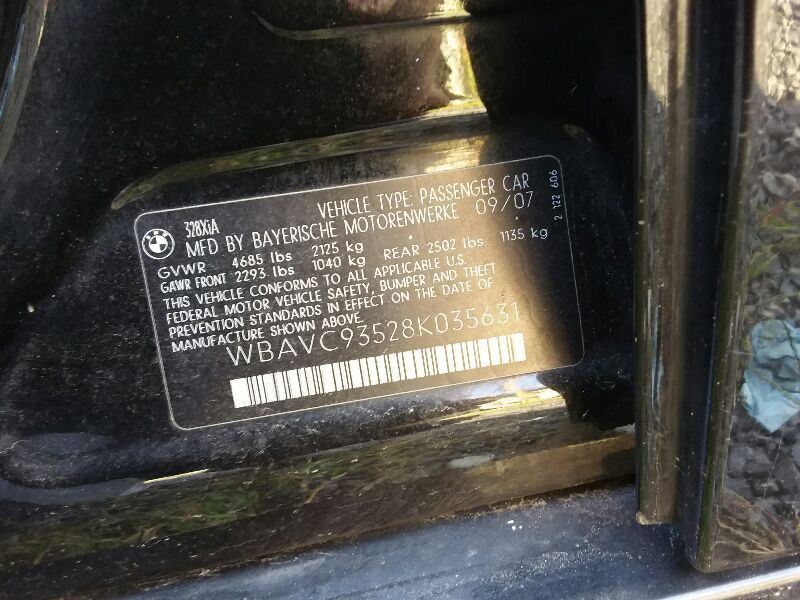 328XiA VEHICLE TYPE: PASSENGER CAR
MFD BY BAYERISCHE MOTORENWERKE 09/07
GVWR 4685 lbs 2125 kg
GAWR FRONT 2293 lbs 1040 kg REAR 2502 lbs 1135 kg
THIS VEHICLE CONFORMS TO ALL APPLICABLE U.S.
FEDERAL MOTOR VEHICLE SAFETY, BUMPER AND THEFT
PREVENTION STANDARDS IN EFFECT ON THE DATE OF
MANUFACTURE SHOWN ABOVE.
WBAVC93528K035631
2 122 606
BMW